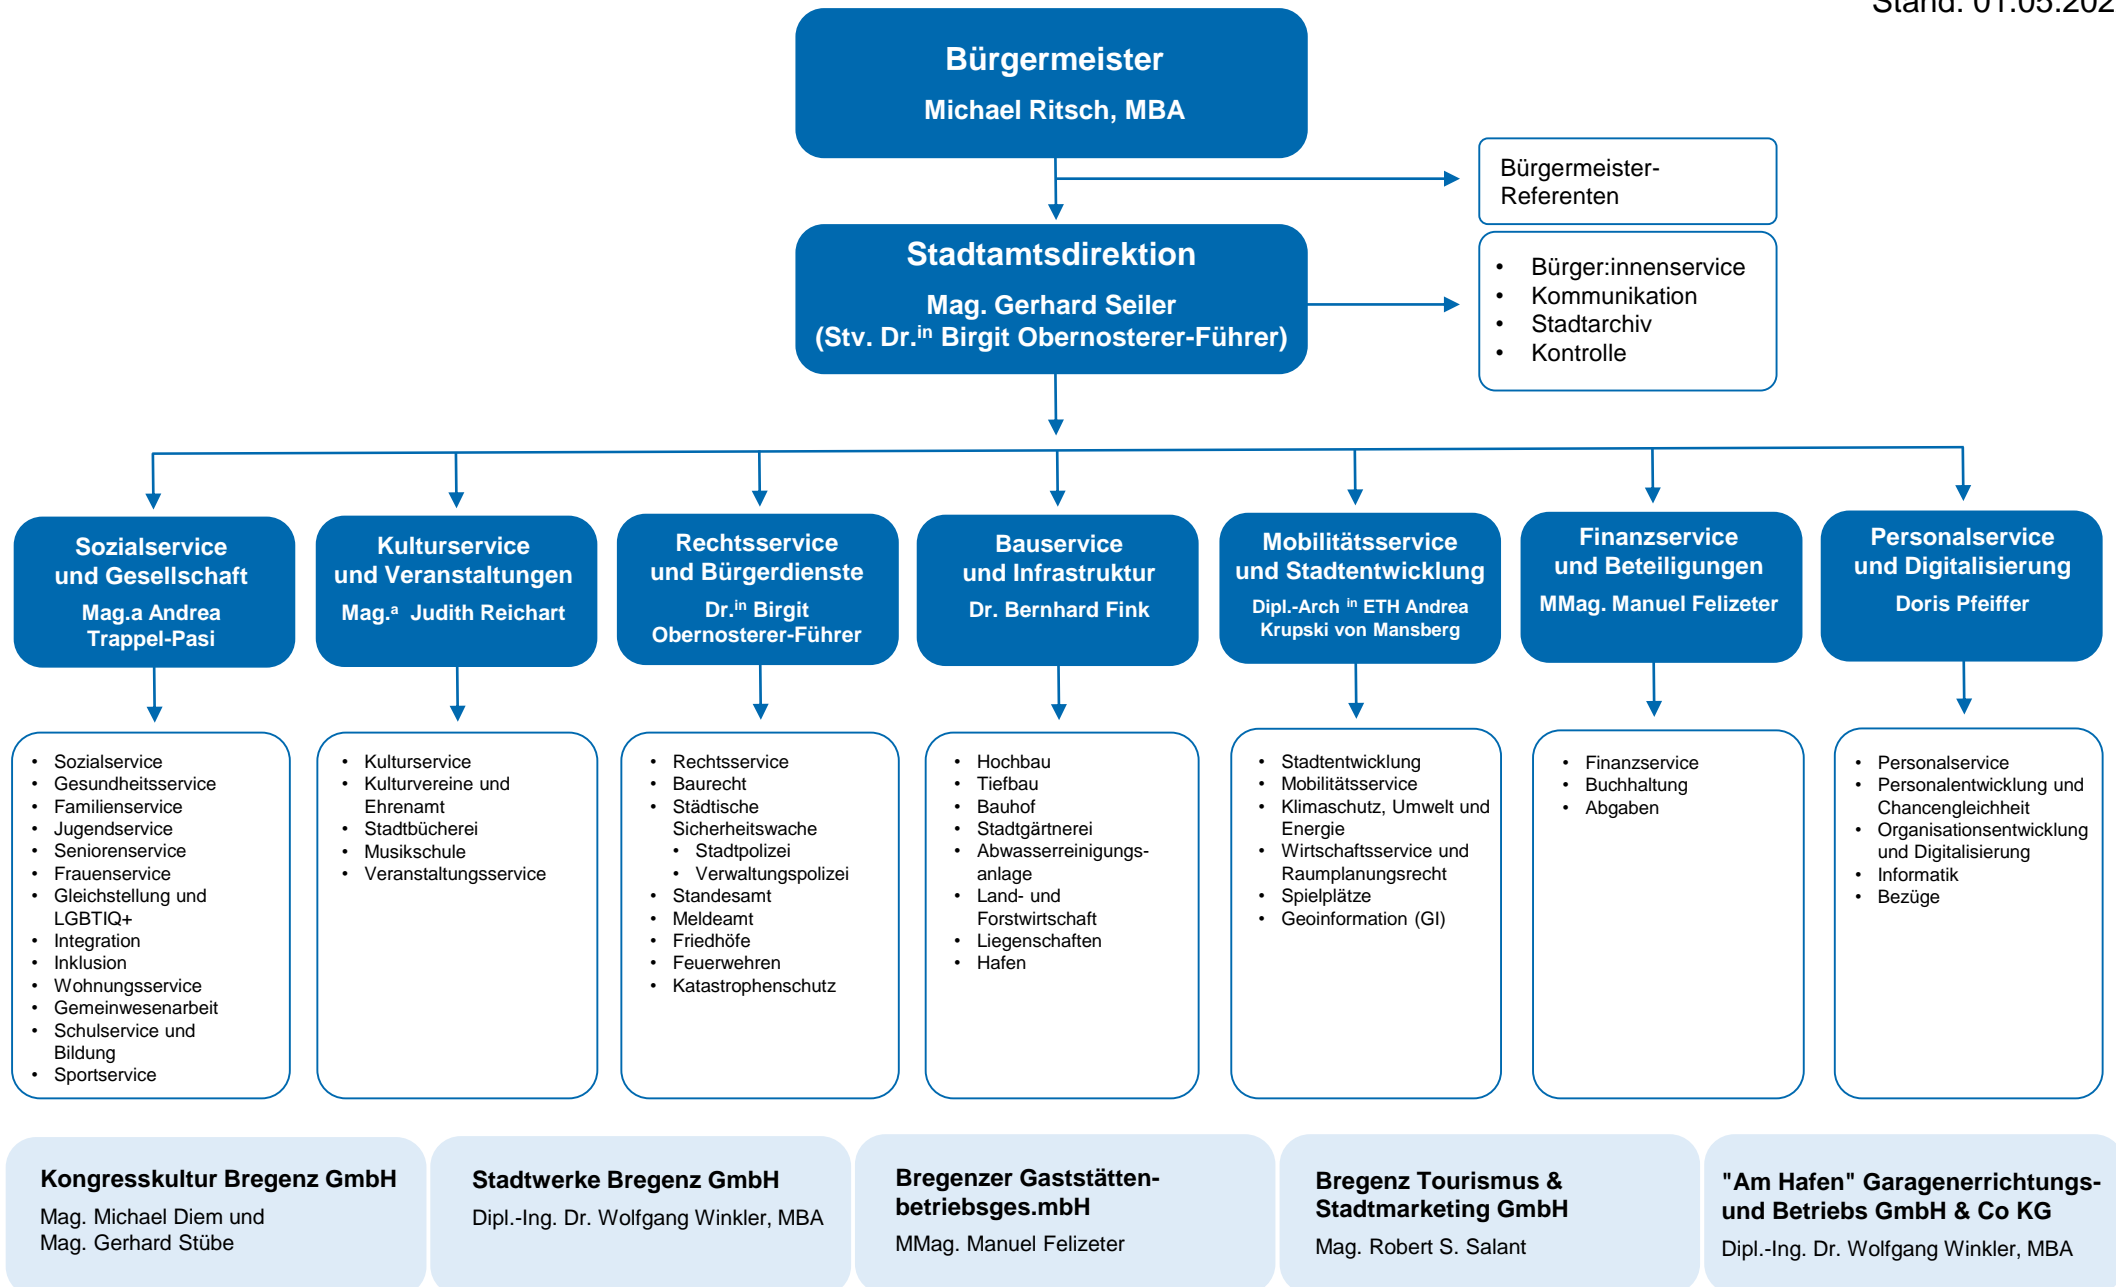 Stand: 01.05.202
Bürgermeister
Michael Ritsch, MBA
Bürgermeister-
Referenten
Stadtamtsdirektion
Mag. Gerhard Seiler
(Stv. Dr.in Birgit Obernosterer-Führer)
• Bürger:innenservice
• Kommunikation
• Stadtarchiv
• Kontrolle
Sozialservice
und Gesellschaft
Mag.a Andrea
Trappel-Pasi
Kulturservice
und Veranstaltungen
Mag.a Judith Reichart
Rechtsservice
und Bürgerdienste
Dr.in Birgit
Obernosterer-Führer
Bauservice
und Infrastruktur
Dr. Bernhard Fink
Mobilitätsservice
und Stadtentwicklung
Dipl.-Arch in ETH Andrea
Krupski von Mansberg
Finanzservice
und Beteiligungen
MMag. Manuel Felizeter
Personalservice
und Digitalisierung
Doris Pfeiffer
• Sozialservice
• Gesundheitsservice
• Familienservice
• Jugendservice
• Seniorenservice
• Frauenservice
• Gleichstellung und
LGBTIQ+
• Integration
• Inklusion
• Wohnungsservice
• Gemeinwesenarbeit
• Schulservice und
Bildung
• Sportservice
• Kulturservice
• Kulturvereine und
Ehrenamt
• Stadtbücherei
• Musikschule
• Veranstaltungsservice
• Rechtsservice
• Baurecht
• Städtische
Sicherheitswache
• Stadtpolizei
• Verwaltungspolizei
• Standesamt
• Meldeamt
• Friedhöfe
• Feuerwehren
• Katastrophenschutz
• Hochbau
• Tiefbau
• Bauhof
• Stadtgärtnerei
• Abwasserreinigungs-
anlage
• Land- und
Forstwirtschaft
• Liegenschaften
• Hafen
• Stadtentwicklung
• Mobilitätsservice
• Klimaschutz, Umwelt und
Energie
• Wirtschaftsservice und
Raumplanungsrecht
• Spielplätze
• Geoinformation (GI)
• Finanzservice
• Buchhaltung
• Abgaben
• Personalservice
• Personalentwicklung und
Chancengleichheit
• Organisationsentwicklung
und Digitalisierung
• Informatik
• Bezüge
Kongresskultur Bregenz GmbH
Mag. Michael Diem und
Mag. Gerhard Stübe
Stadtwerke Bregenz GmbH
Dipl.-Ing. Dr. Wolfgang Winkler, MBA
Bregenzer Gaststätten-
betriebsges.mbH
MMag. Manuel Felizeter
Bregenz Tourismus &
Stadtmarketing GmbH
Mag. Robert S. Salant
"Am Hafen" Garagenerrichtungs-
und Betriebs GmbH & Co KG
Dipl.-Ing. Dr. Wolfgang Winkler, MBA